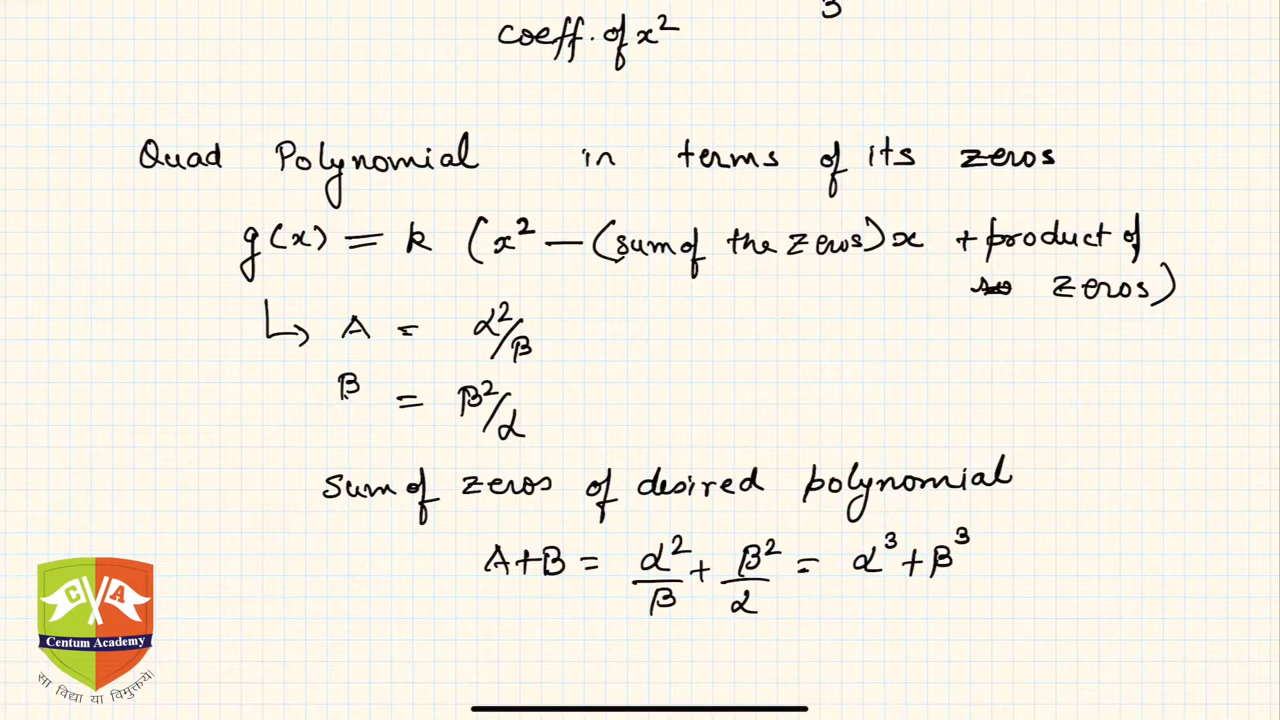 3
coeff. of x²
Quad Polynomial in terms of its zeros
g(x) = k (x² — (sum of the zeros)x + product of
zeros)
↳ A = α²/β
B = β²/α
Sum of zeros of desired polynomial
A+B = α²/β + β²/α = α³ + β³
C A
Centum Academy
सा विद्या या विमुक्तये।